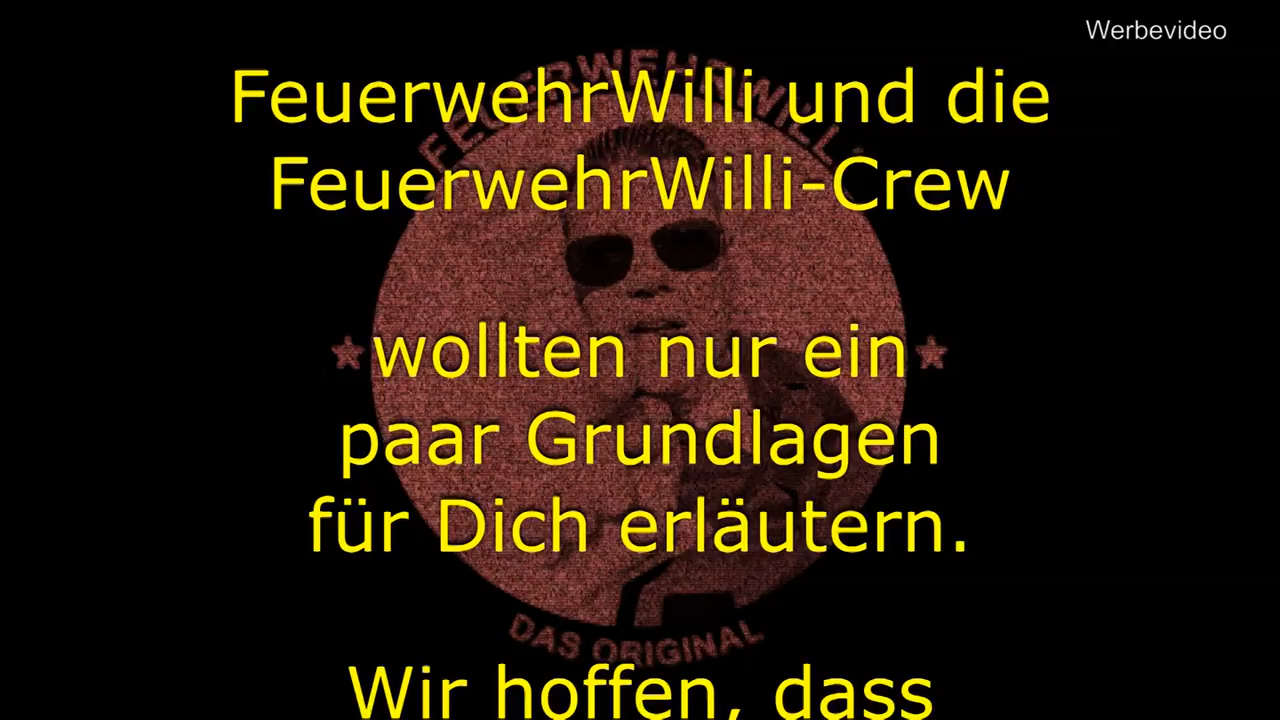 Werbevideo
FEUERWEHRWILLI
FeuerwehrWilli und die
FeuerwehrWilli-Crew
wollten nur ein
paar Grundlagen
für Dich erläutern.
DAS ORIGINAL
Wir hoffen, dass